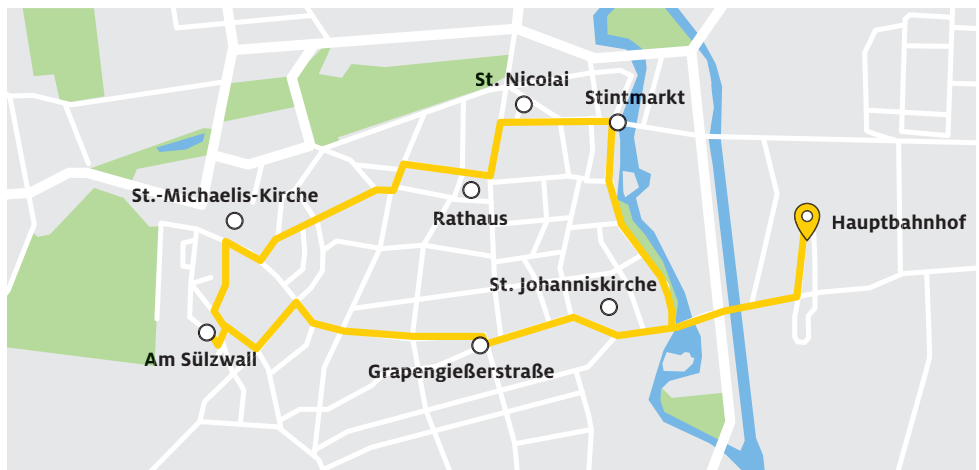 St. Nicolai
Stintmarkt
St.-Michaelis-Kirche
Rathaus
Hauptbahnhof
St. Johanniskirche
Am Sülzwall
Grapengießerstraße